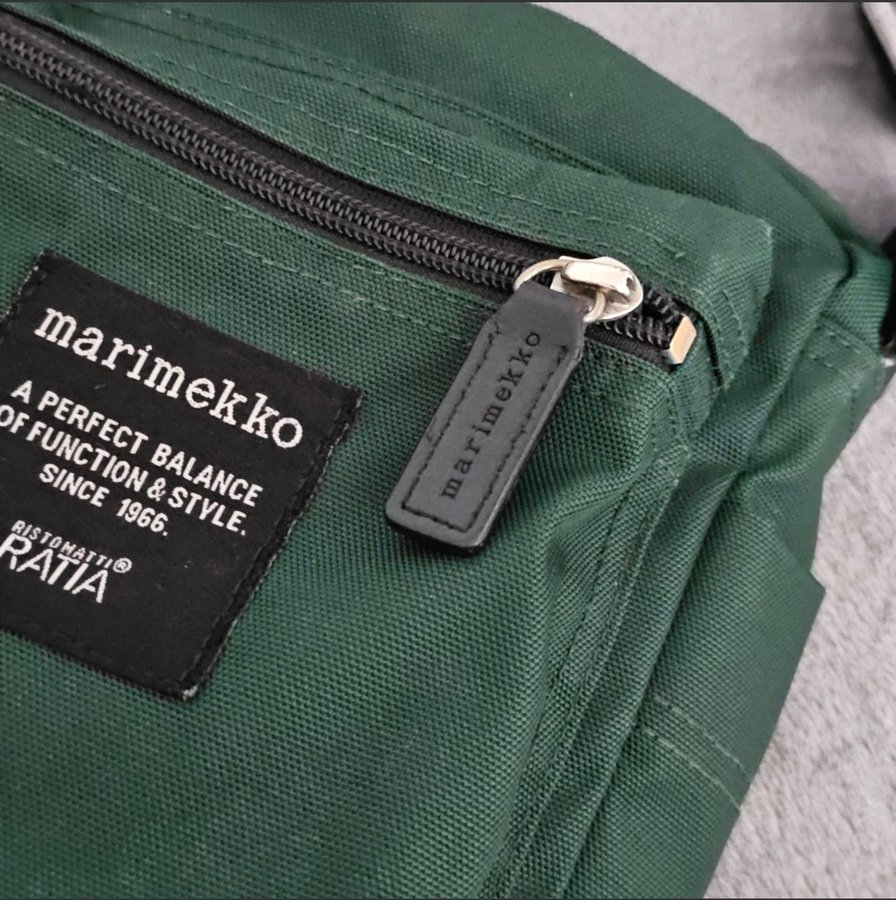 marimekko
A PERFECT BALANCE
OF FUNCTION & STYLE.
SINCE 1966.
RISTOMATTI
RATIA®
marimekko